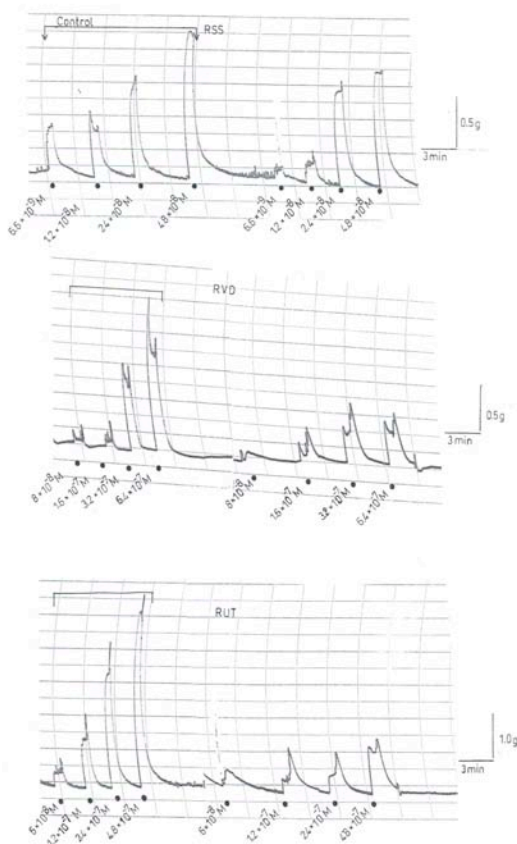 Control RSS
0.5g
3min
6.6×10⁻⁹M 1.2×10⁻⁸M 2.4×10⁻⁸M 4.8×10⁻⁸M 6.6×10⁻⁹M 1.2×10⁻⁸M 2.4×10⁻⁸M 4.8×10⁻⁸M
RVD
0.5g
3min
8×10⁻⁸M 1.6×10⁻⁷M 3.2×10⁻⁷M 6.4×10⁻⁷M 8×10⁻⁸M 1.6×10⁻⁷M 3.2×10⁻⁷M 6.4×10⁻⁷M
RUT
1.0g
3min
6×10⁻⁸M 1.2×10⁻⁷M 2.4×10⁻⁷M 4.8×10⁻⁷M 6×10⁻⁸M 1.2×10⁻⁷M 2.4×10⁻⁷M 4.8×10⁻⁷M